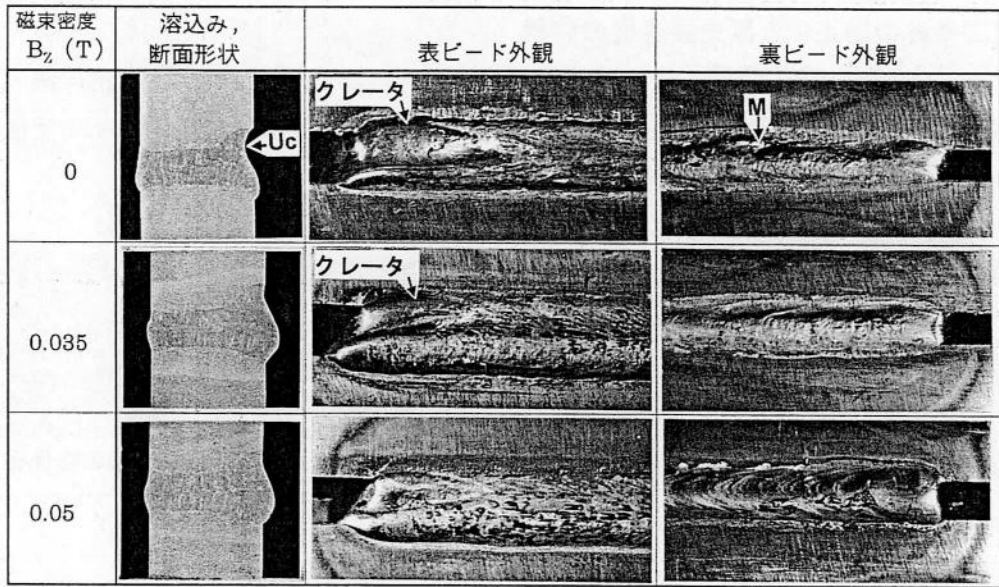 磁束密度
B_z (T)
溶込み,
断面形状
表ビード外観
裏ビード外観
0
Uc
クレータ
M
0.035
クレータ
0.05